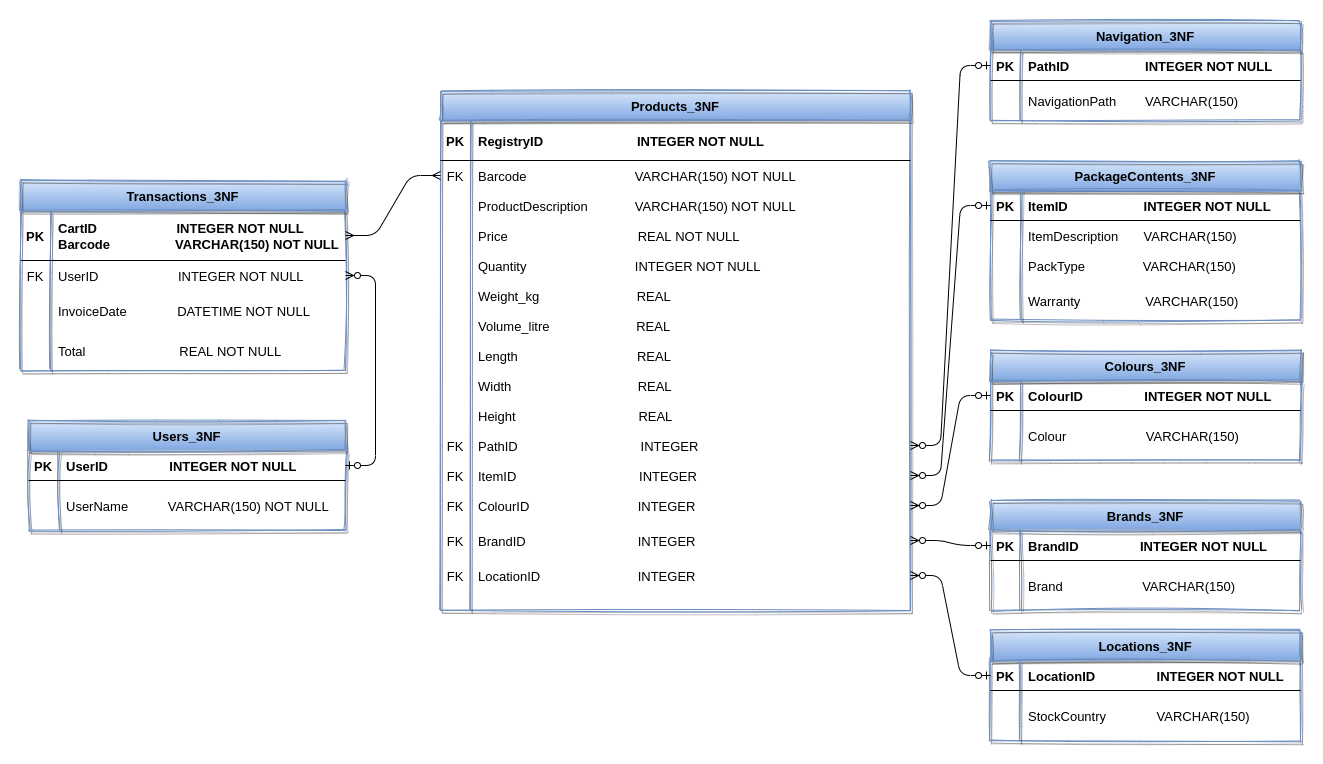 Transactions_3NF
PK CartID INTEGER NOT NULL
Barcode VARCHAR(150) NOT NULL
FK UserID INTEGER NOT NULL
InvoiceDate DATETIME NOT NULL
Total REAL NOT NULL
Users_3NF
PK UserID INTEGER NOT NULL
UserName VARCHAR(150) NOT NULL
Products_3NF
PK RegistryID INTEGER NOT NULL
FK Barcode VARCHAR(150) NOT NULL
ProductDescription VARCHAR(150) NOT NULL
Price REAL NOT NULL
Quantity INTEGER NOT NULL
Weight_kg REAL
Volume_litre REAL
Length REAL
Width REAL
Height REAL
FK PathID INTEGER
FK ItemID INTEGER
FK ColourID INTEGER
FK BrandID INTEGER
FK LocationID INTEGER
Navigation_3NF
PK PathID INTEGER NOT NULL
NavigationPath VARCHAR(150)
PackageContents_3NF
PK ItemID INTEGER NOT NULL
ItemDescription VARCHAR(150)
PackType VARCHAR(150)
Warranty VARCHAR(150)
Colours_3NF
PK ColourID INTEGER NOT NULL
Colour VARCHAR(150)
Brands_3NF
PK BrandID INTEGER NOT NULL
Brand VARCHAR(150)
Locations_3NF
PK LocationID INTEGER NOT NULL
StockCountry VARCHAR(150)